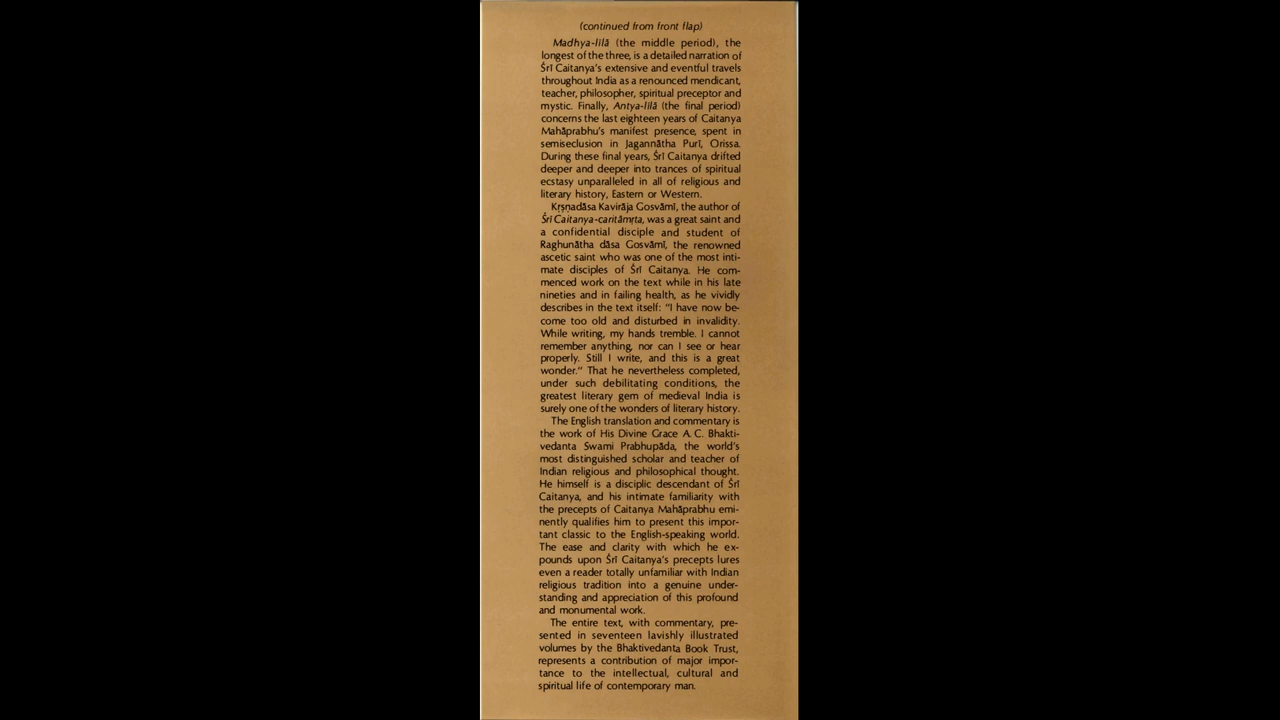 (continued from front flap)
Madhya-līlā (the middle period), the
longest of the three, is a detailed narration of
Śrī Caitanya's extensive and eventful travels
throughout India as a renounced mendicant,
teacher, philosopher, spiritual preceptor and
mystic. Finally, Antya-līlā (the final period)
concerns the last eighteen years of Caitanya
Mahāprabhu's manifest presence, spent in
semiseclusion in Jagannātha Purī, Orissa.
During these final years, Śrī Caitanya drifted
deeper and deeper into trances of spiritual
ecstasy unparalleled in all of religious and
literary history, Eastern or Western.
Kṛṣṇadāsa Kavirāja Gosvāmī, the author of
Śrī Caitanya-caritāmṛta, was a great saint and
a confidential disciple and student of
Raghunātha dāsa Gosvāmī, the renowned
ascetic saint who was one of the most inti-
mate disciples of Śrī Caitanya. He com-
menced work on the text while in his late
nineties and in failing health, as he vividly
describes in the text itself: "I have now be-
come too old and disturbed in invalidity.
While writing, my hands tremble. I cannot
remember anything, nor can I see or hear
properly. Still I write, and this is a great
wonder." That he nevertheless completed,
under such debilitating conditions, the
greatest literary gem of medieval India is
surely one of the wonders of literary history.
The English translation and commentary is
the work of His Divine Grace A. C. Bhakti-
vedanta Swami Prabhupāda, the world's
most distinguished scholar and teacher of
Indian religious and philosophical thought.
He himself is a disciplic descendant of Śrī
Caitanya, and his intimate familiarity with
the precepts of Caitanya Mahāprabhu emi-
nently qualifies him to present this impor-
tant classic to the English-speaking world.
The ease and clarity with which he ex-
pounds upon Śrī Caitanya's precepts lures
even a reader totally unfamiliar with Indian
religious tradition into a genuine under-
standing and appreciation of this profound
and monumental work.
The entire text, with commentary, pre-
sented in seventeen lavishly illustrated
volumes by the Bhaktivedanta Book Trust,
represents a contribution of major impor-
tance to the intellectual, cultural and
spiritual life of contemporary man.